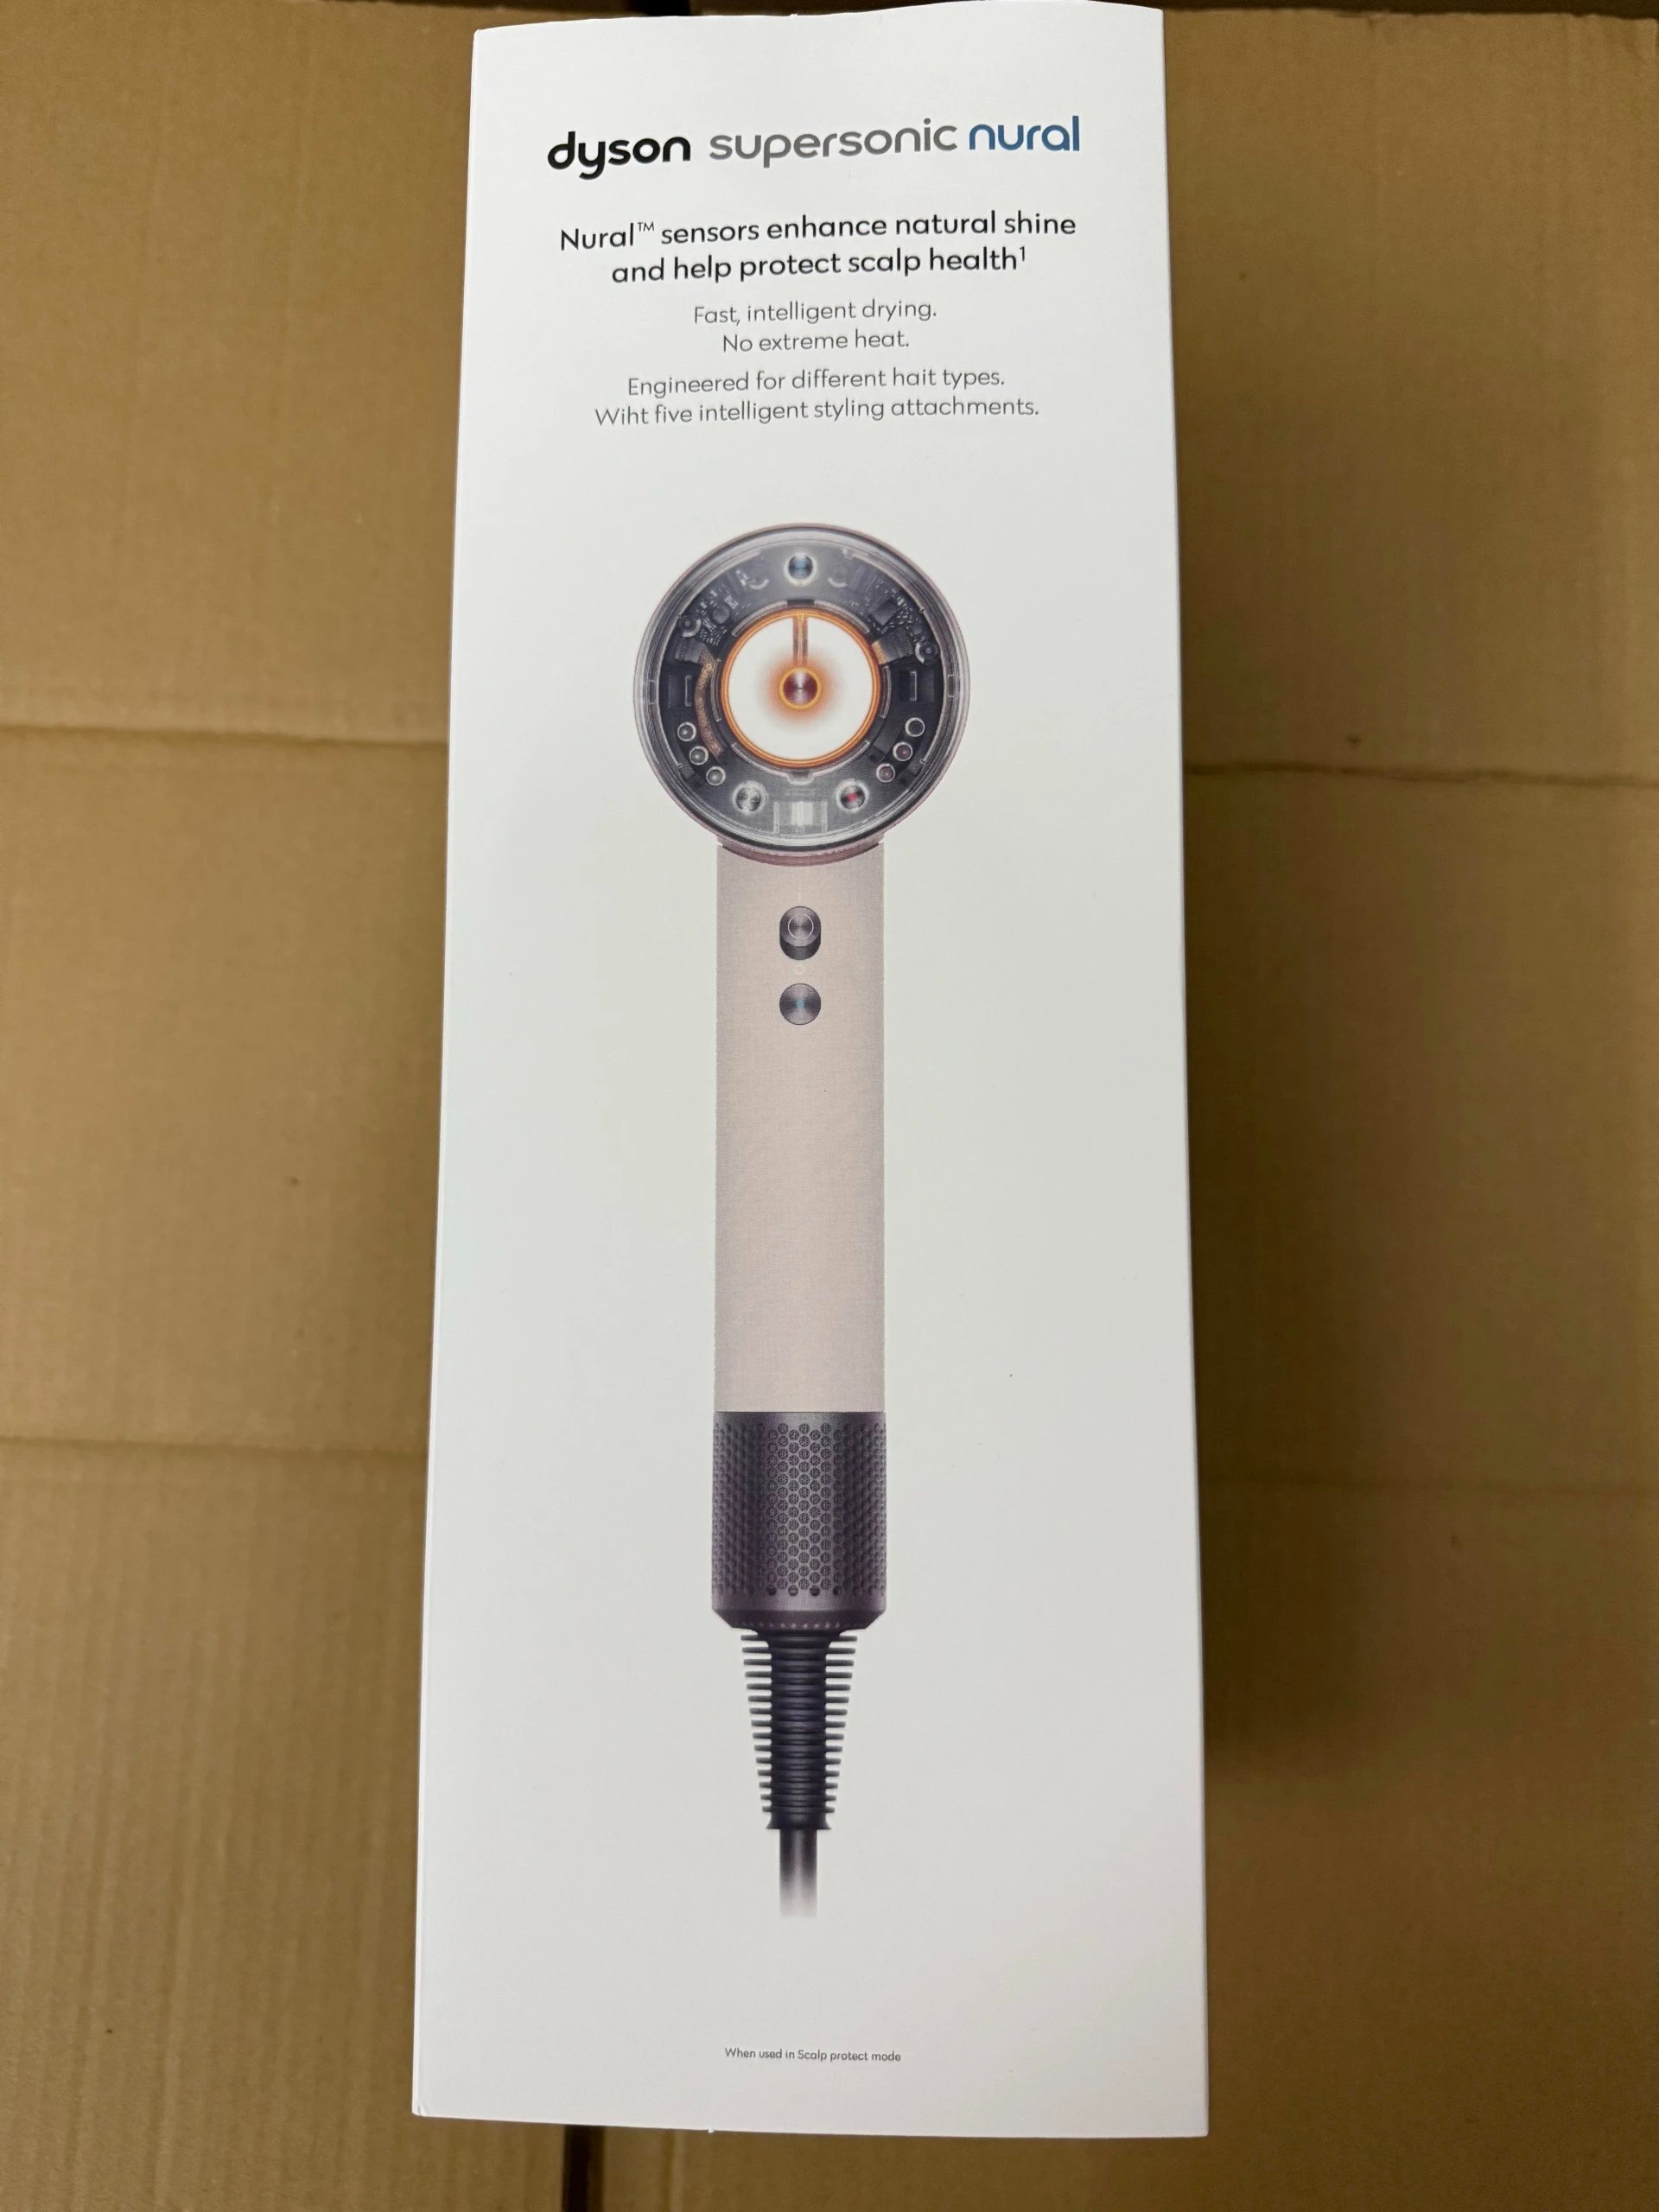 dyson supersonic nural
Nural™ sensors enhance natural shine
and help protect scalp health¹
Fast, intelligent drying.
No extreme heat.
Engineered for different hait types.
Wiht five intelligent styling attachments.
When used in Scalp protect mode